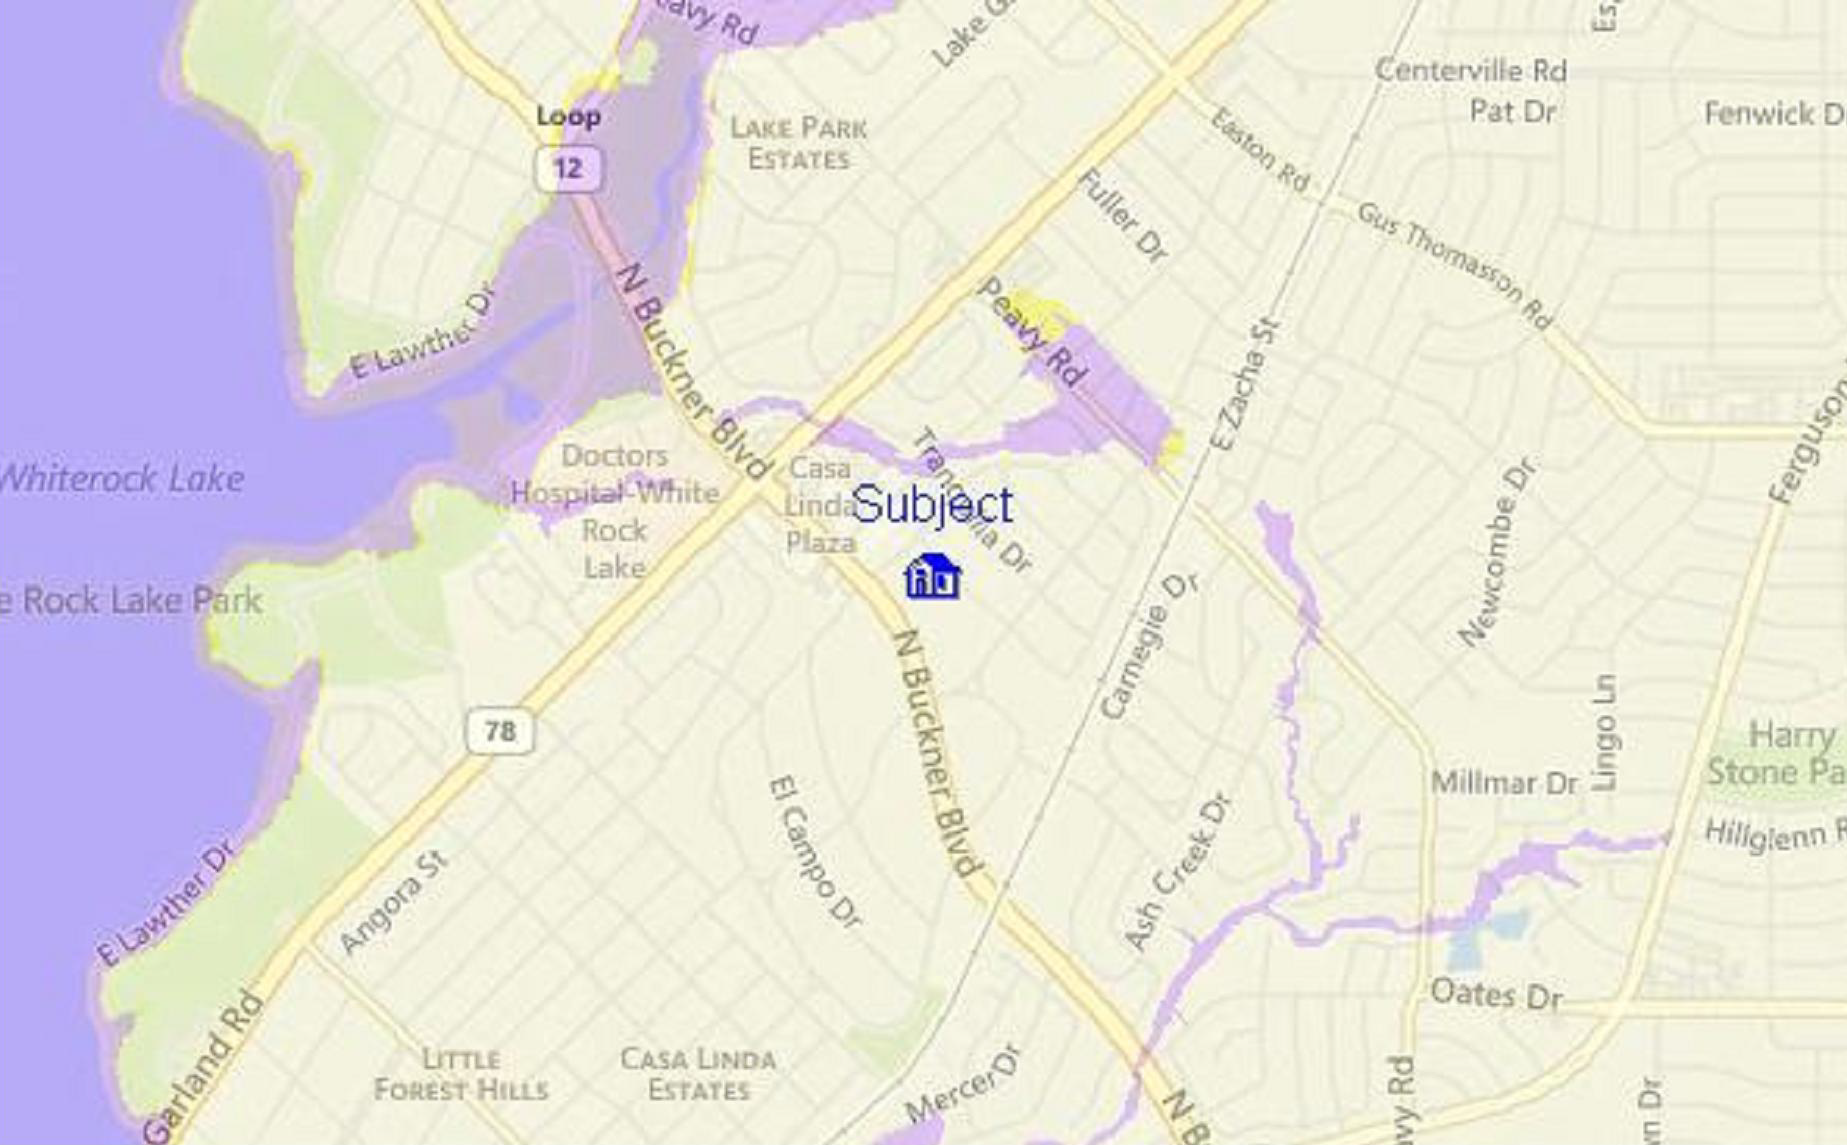 eavy Rd
Lake G
Centerville Rd
Pat Dr
Fenwick D
Loop
12
LAKE PARK
ESTATES
Easton Rd
Fuller Dr
Gus Thomasson Rd
N Buckner Blvd
E Lawther Dr
Peavy Rd
E Zacha St
Ferguson
Whiterock Lake
Doctors
Hospital-White
Rock
Lake
Casa
Linda
Plaza
Subject
Dr
Newcombe Dr
e Rock Lake Park
Carnegie Dr
N Buckner Blvd
78
Lingo Ln
Harry
Stone Pa
Millmar Dr
Hillglenn R
El Campo Dr
Ash Creek Dr
E Lawther Dr
Angora St
Oates Dr
Garland Rd
LITTLE
FOREST HILLS
CASA LINDA
ESTATES
Mercer Dr
N B
avy Rd
wn Dr